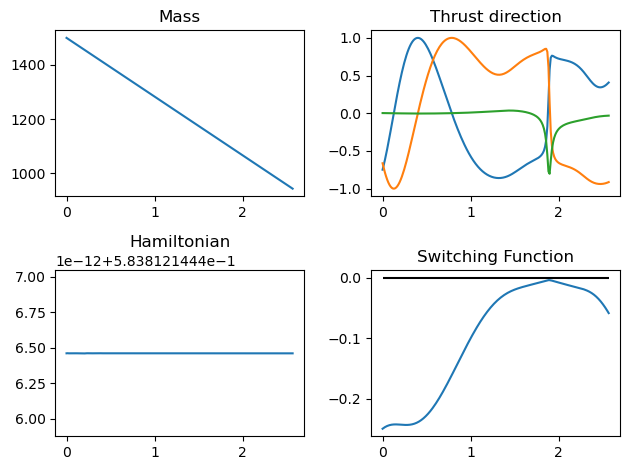 Mass
1400
1200
1000
0 1 2
Thrust direction
1.0
0.5
0.0
−0.5
−1.0
0 1 2
Hamiltonian
1e−12+5.838121444e−1
7.00
6.75
6.50
6.25
6.00
0 1 2
Switching Function
0.0
−0.1
−0.2
0 1 2